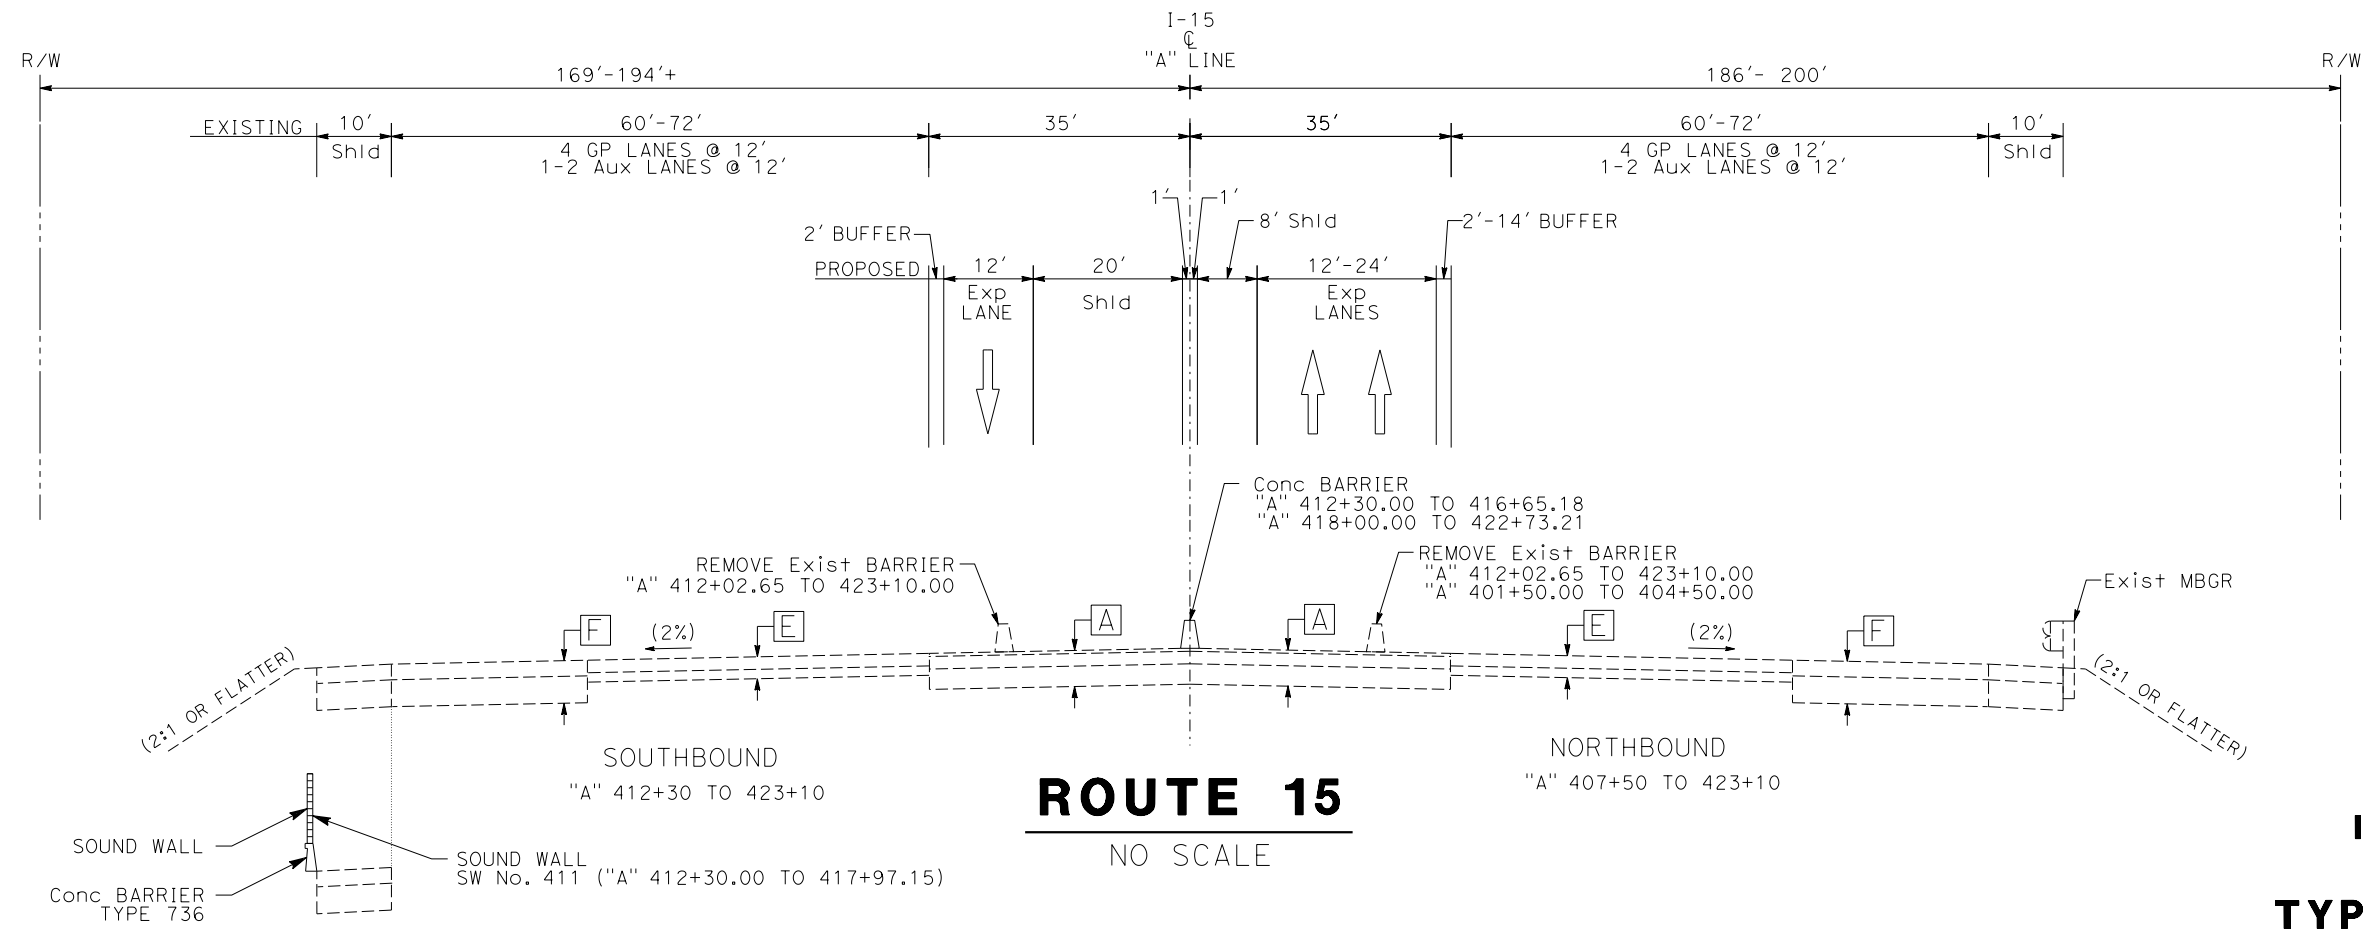 I-15
℄
"A" LINE
R/W
R/W
169'-194'+
186'- 200'
EXISTING
10'
Shld
60'-72'
4 GP LANES @ 12'
1-2 Aux LANES @ 12'
35'
35'
60'-72'
4 GP LANES @ 12'
1-2 Aux LANES @ 12'
10'
Shld
1'
1'
8' Shld
2'-14' BUFFER
2' BUFFER
PROPOSED
12'
Exp
LANE
20'
Shld
12'-24'
Exp
LANES
Conc BARRIER
"A" 412+30.00 TO 416+65.18
"A" 418+00.00 TO 422+73.21
REMOVE Exist BARRIER
"A" 412+02.65 TO 423+10.00
REMOVE Exist BARRIER
"A" 412+02.65 TO 423+10.00
"A" 401+50.00 TO 404+50.00
Exist MBGR
F
(2%)
E
A
A
E
(2%)
F
(2:1 OR FLATTER)
(2:1 OR FLATTER)
SOUTHBOUND
"A" 412+30 TO 423+10
NORTHBOUND
"A" 407+50 TO 423+10
ROUTE 15
NO SCALE
SOUND WALL
SOUND WALL
SW No. 411 ("A" 412+30.00 TO 417+97.15)
Conc BARRIER
TYPE 736
I
TYP